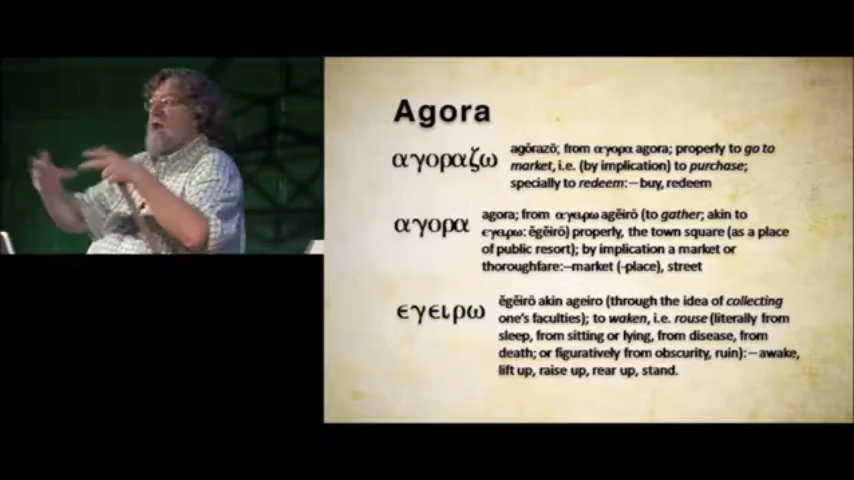 Agora
αγοραζω
agŏrazō; from αγορα agora; properly to go to
market, i.e. (by implication) to purchase;
specially to redeem:—buy, redeem
αγορα
agora; from αγειρω agĕirō (to gather; akin to
εγειρω: ĕgĕirō) properly, the town square (as a place
of public resort); by implication a market or
thoroughfare:—market (-place), street
εγειρω
ĕgĕirō akin ageiro (through the idea of collecting
one's faculties); to waken, i.e. rouse (literally from
sleep, from sitting or lying, from disease, from
death; or figuratively from obscurity, ruin):—awake,
lift up, raise up, rear up, stand.